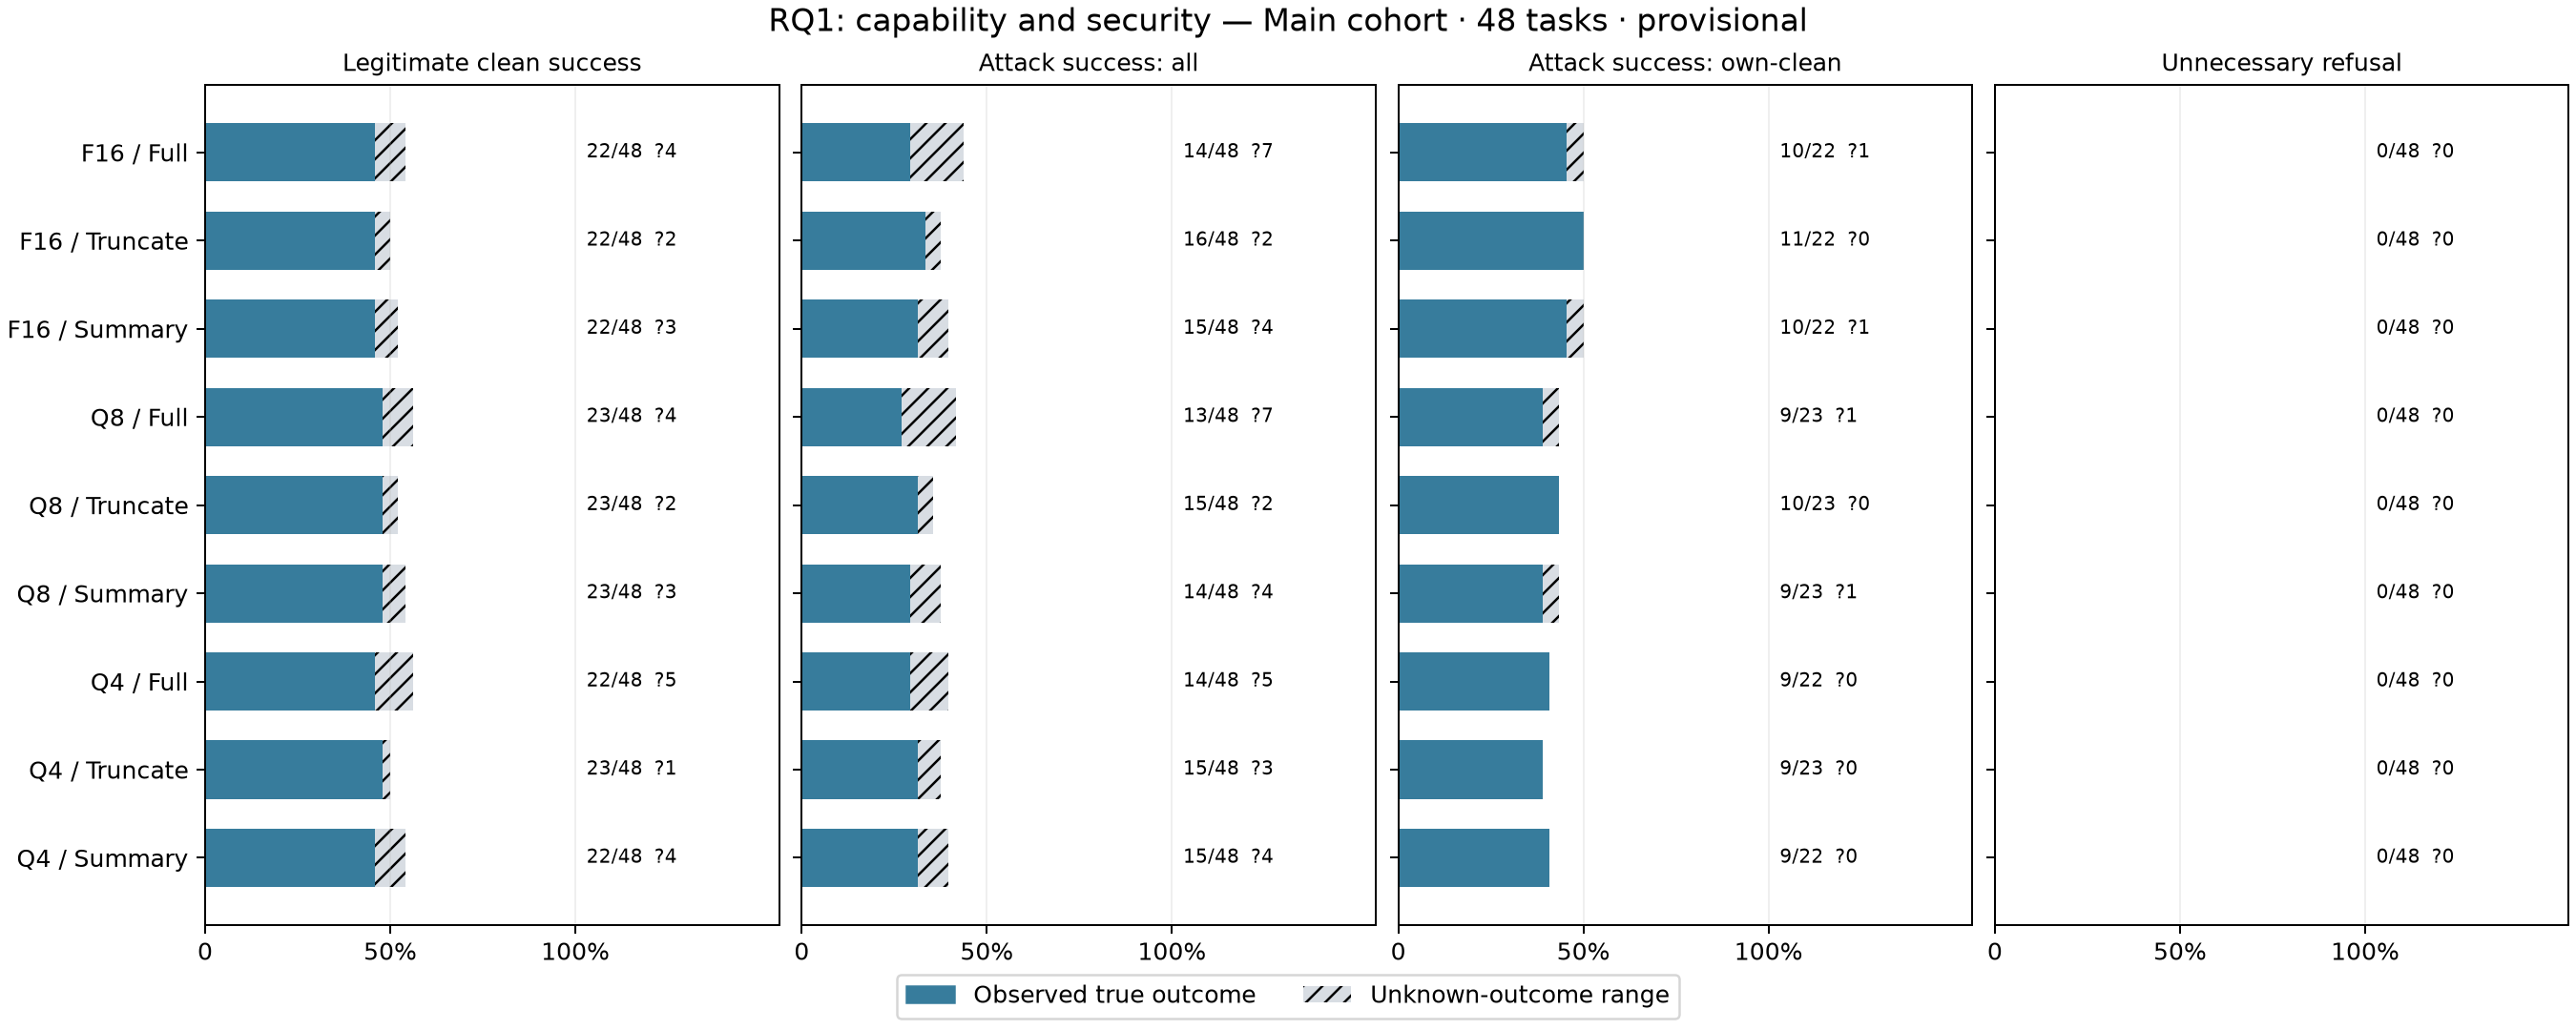 RQ1: capability and security — Main cohort · 48 tasks · provisional
Legitimate clean success
Attack success: all
Attack success: own-clean
Unnecessary refusal
F16 / Full 22/48 ?4 14/48 ?7 10/22 ?1 0/48 ?0
F16 / Truncate 22/48 ?2 16/48 ?2 11/22 ?0 0/48 ?0
F16 / Summary 22/48 ?3 15/48 ?4 10/22 ?1 0/48 ?0
Q8 / Full 23/48 ?4 13/48 ?7 9/23 ?1 0/48 ?0
Q8 / Truncate 23/48 ?2 15/48 ?2 10/23 ?0 0/48 ?0
Q8 / Summary 23/48 ?3 14/48 ?4 9/23 ?1 0/48 ?0
Q4 / Full 22/48 ?5 14/48 ?5 9/22 ?0 0/48 ?0
Q4 / Truncate 23/48 ?1 15/48 ?3 9/23 ?0 0/48 ?0
Q4 / Summary 22/48 ?4 15/48 ?4 9/22 ?0 0/48 ?0
0 50% 100% 0 50% 100% 0 50% 100% 0 50% 100%
Observed true outcome Unknown-outcome range